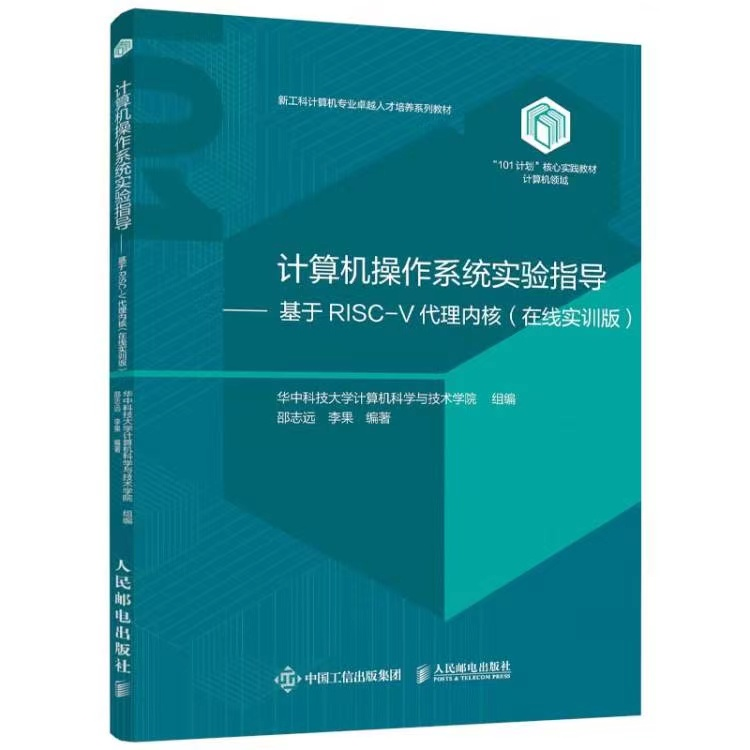 新工科计算机专业卓越人才培养系列教材
“101计划”核心实践教材
计算机领域
计算机操作系统实验指导
——基于RISC-V代理内核（在线实训版）
华中科技大学计算机科学与技术学院 组编
邵志远 李果 编著
中国工信出版集团
人民邮电出版社
POSTS & TELECOM PRESS
计算机操作系统实验指导
——基于RISC-V代理内核（在线实训版）
华中科技大学计算机科学与技术学院 组编
邵志远 李果 编著
人民邮电出版社
101